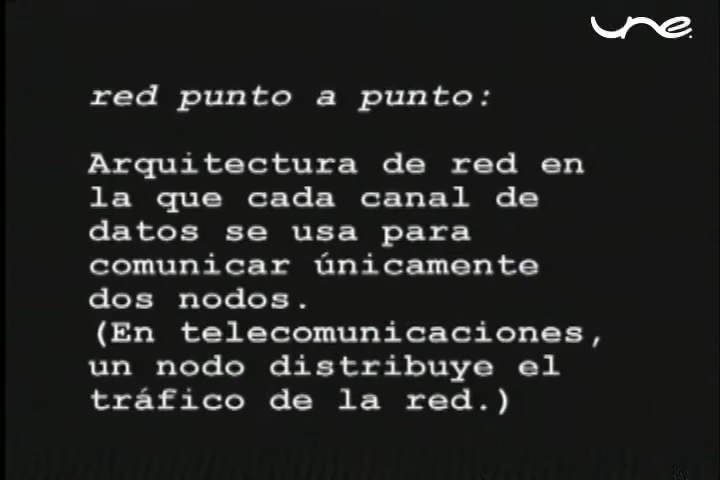 une
red punto a punto:
Arquitectura de red en
la que cada canal de
datos se usa para
comunicar únicamente
dos nodos.
(En telecomunicaciones,
un nodo distribuye el
tráfico de la red.)